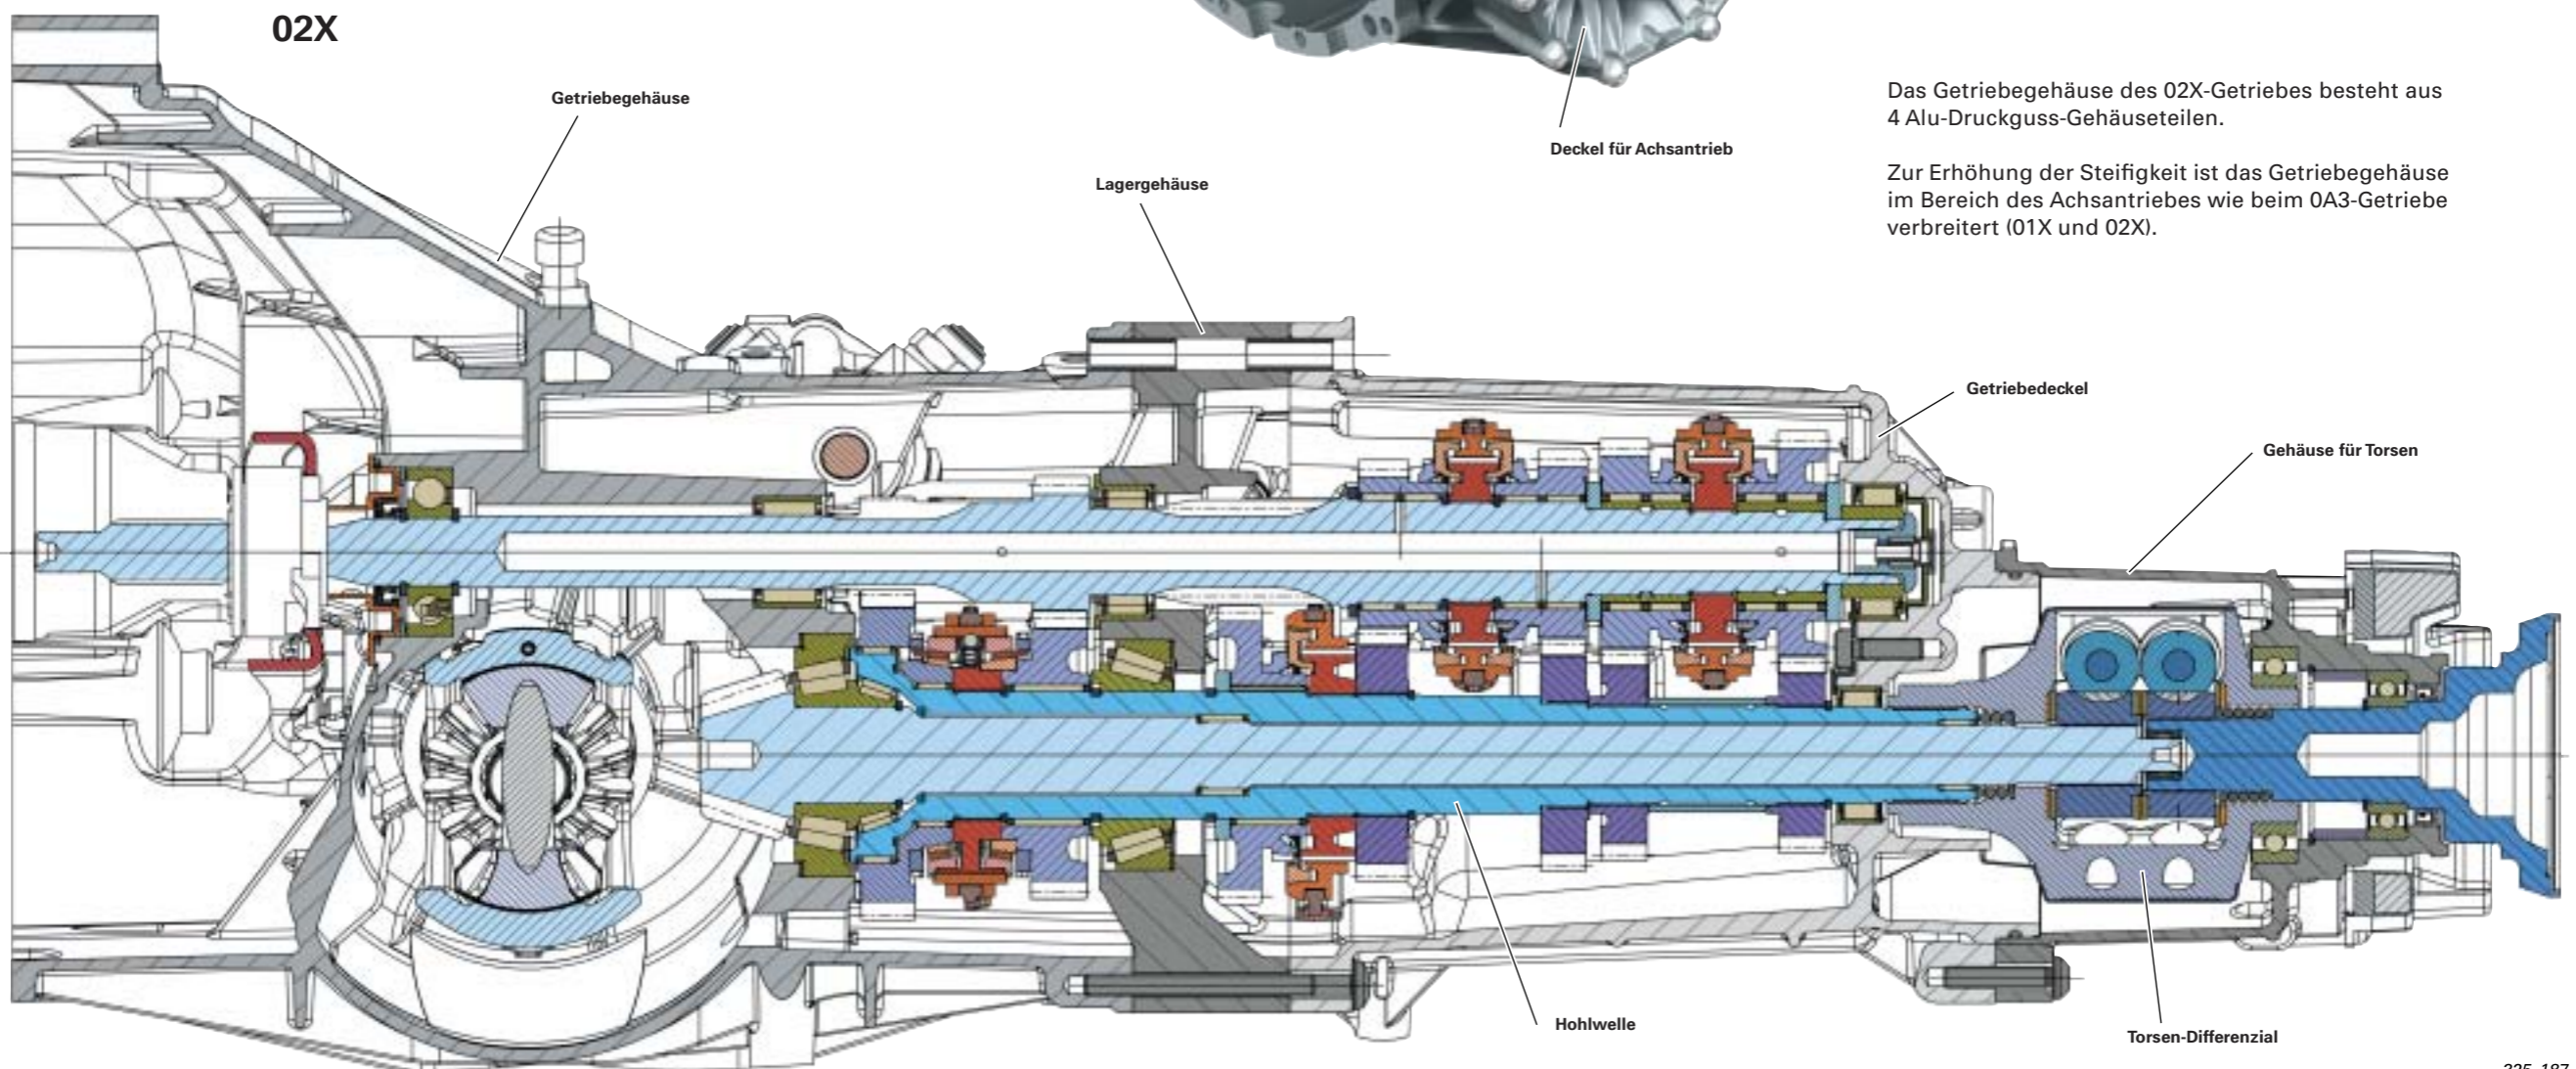 02X
Getriebegehäuse
Deckel für Achsantrieb
Lagergehäuse
Das Getriebegehäuse des 02X-Getriebes besteht aus
4 Alu-Druckguss-Gehäuseteilen.
Zur Erhöhung der Steifigkeit ist das Getriebegehäuse
im Bereich des Achsantriebes wie beim 0A3-Getriebe
verbreitert (01X und 02X).
Getriebedeckel
Gehäuse für Torsen
Hohlwelle
Torsen-Differenzial